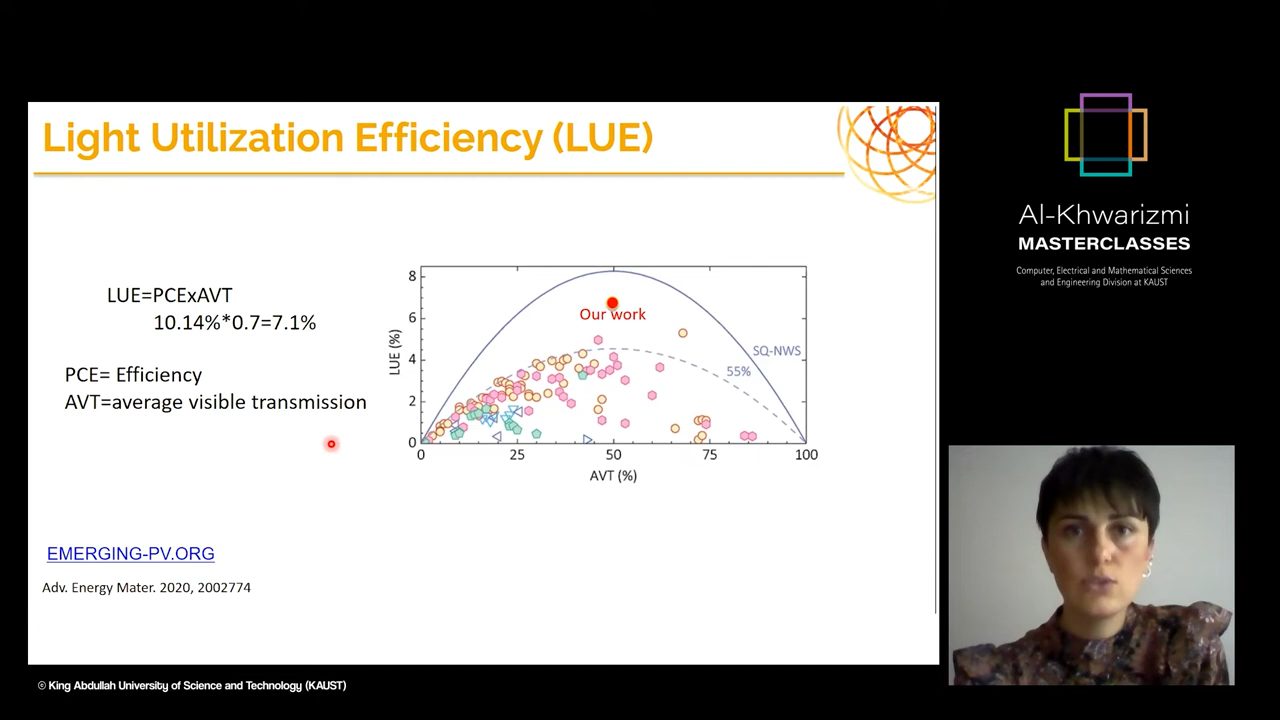 Light Utilization Efficiency (LUE)
LUE=PCExAVT
10.14%*0.7=7.1%
PCE= Efficiency
AVT=average visible transmission
EMERGING-PV.ORG
Adv. Energy Mater. 2020, 2002774
LUE (%)
8
6
4
2
0
Our work
SQ-NWS
55%
0 25 50 75 100
AVT (%)
Al-Khwarizmi
MASTERCLASSES
Computer, Electrical and Mathematical Sciences
and Engineering Division at KAUST
© King Abdullah University of Science and Technology (KAUST)